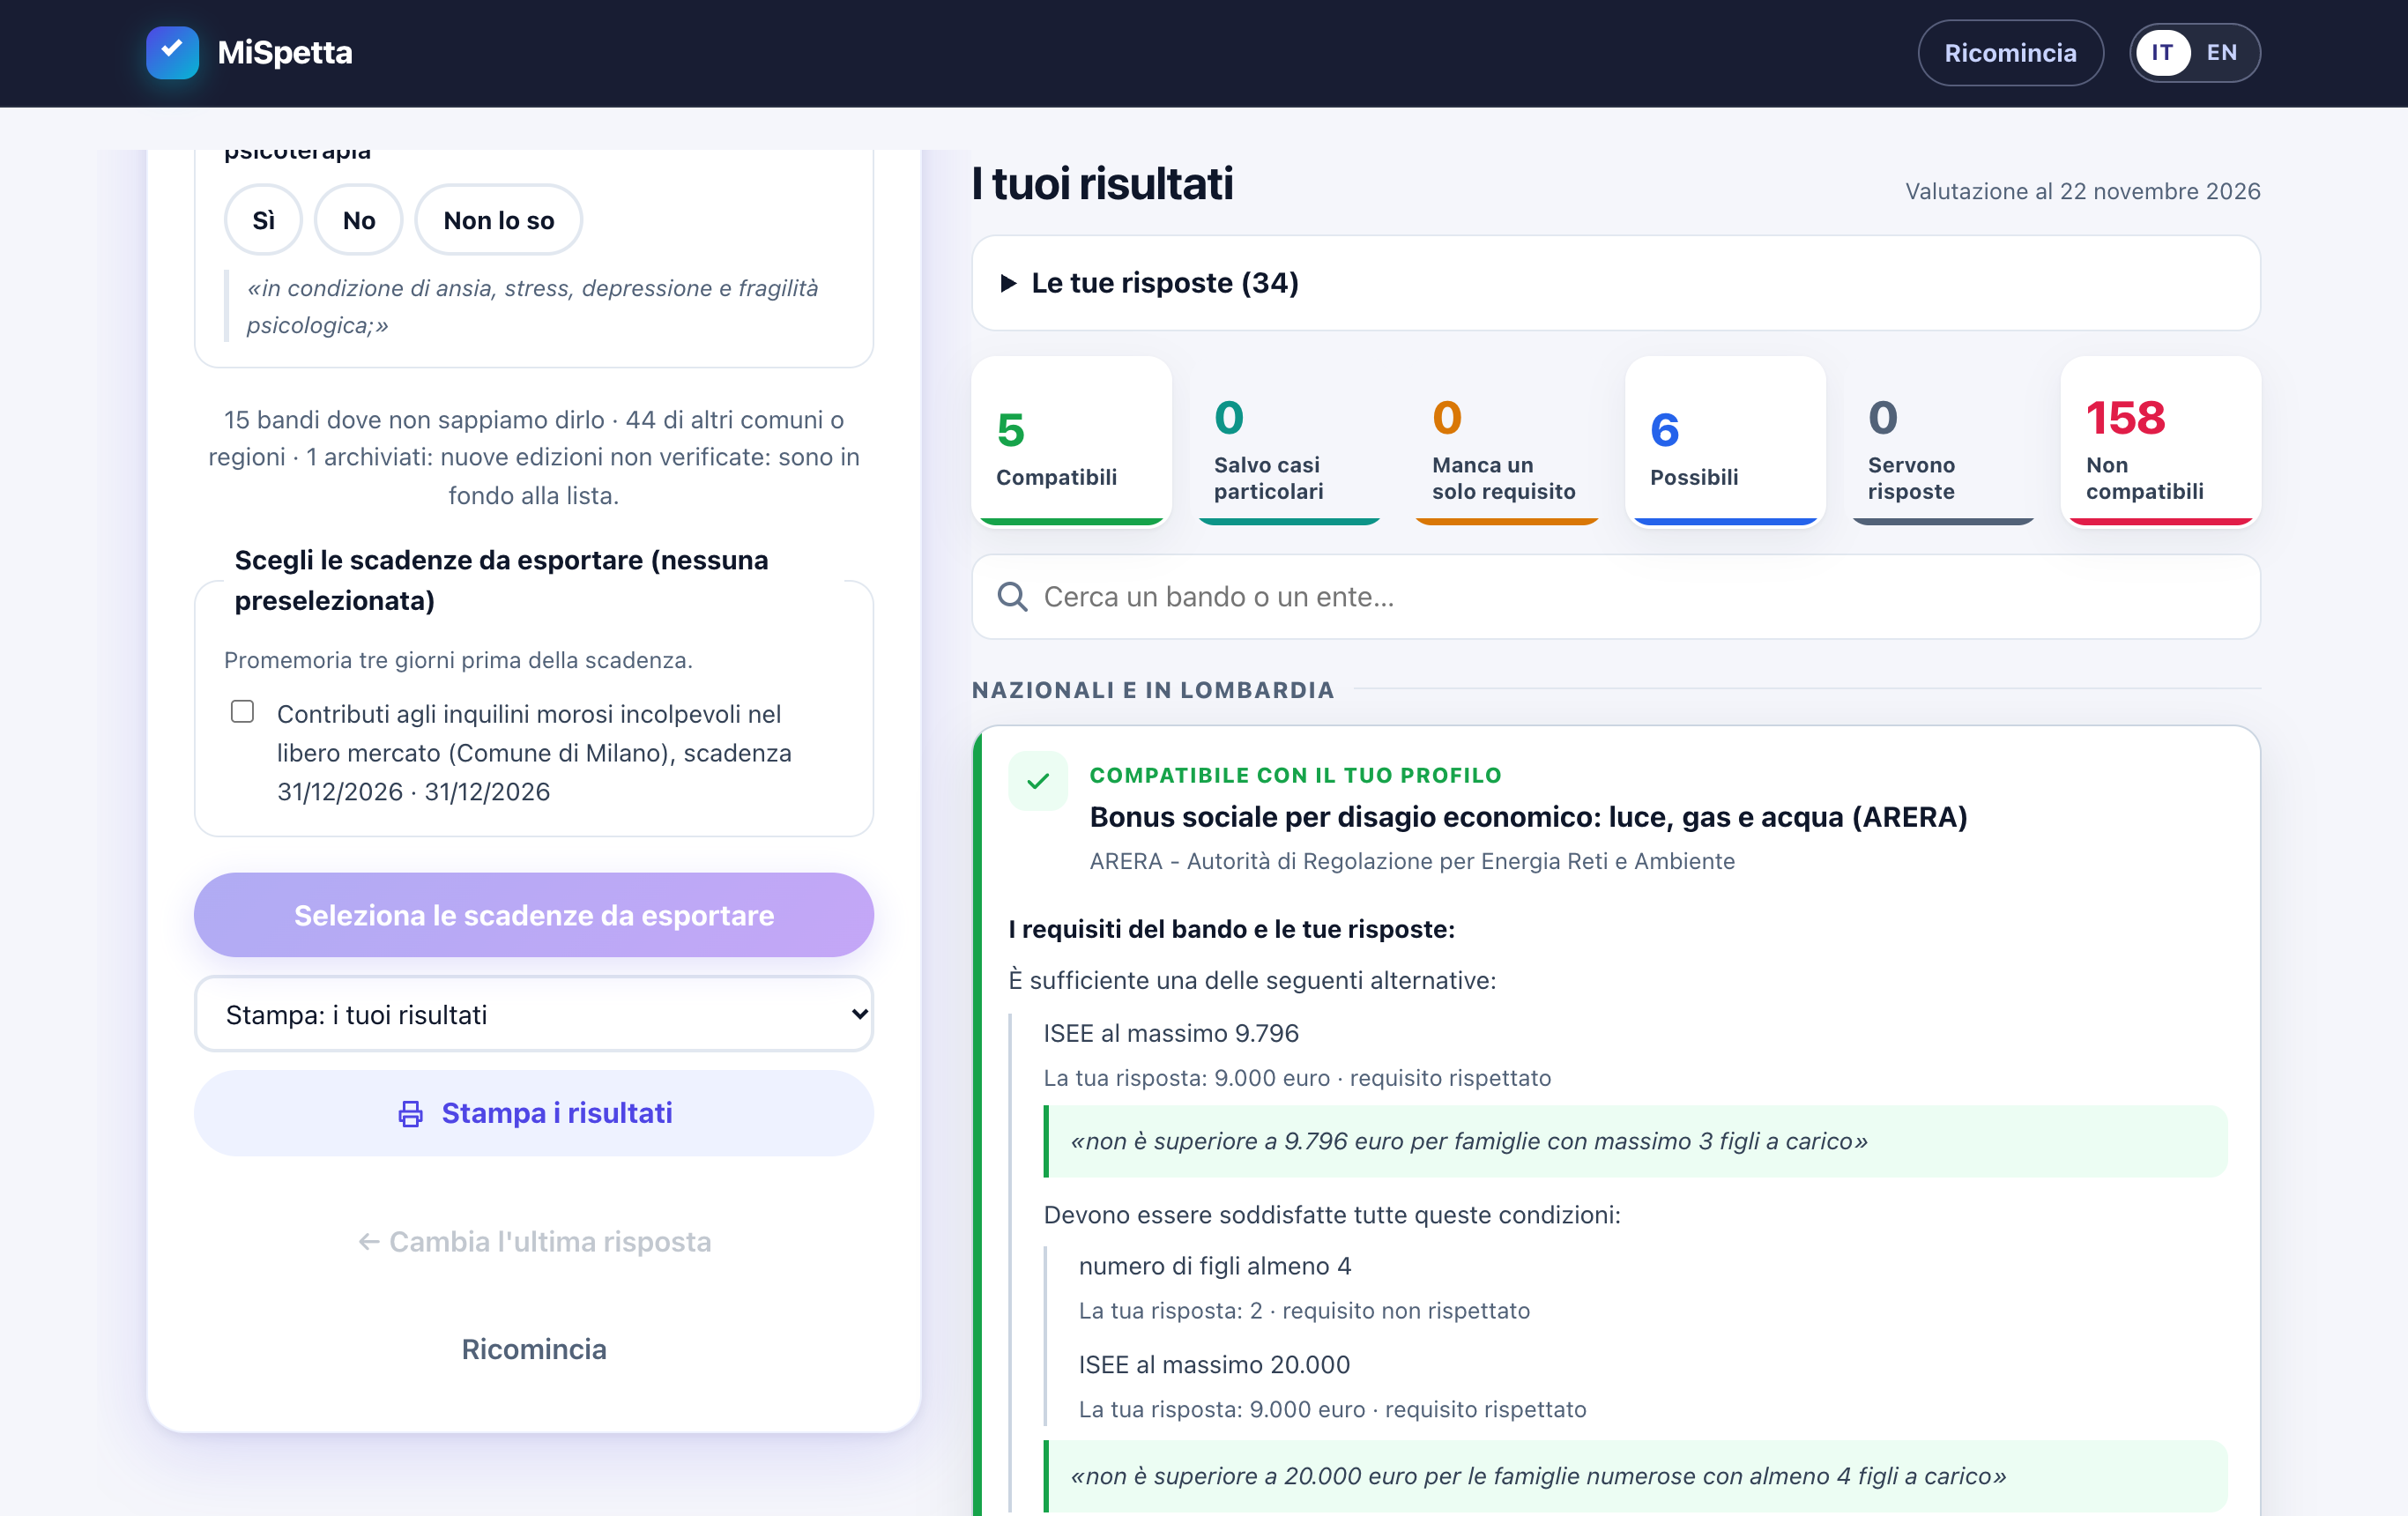 MiSpetta
Ricomincia
IT
EN
psicoterapia
Sì
No
Non lo so
«in condizione di ansia, stress, depressione e fragilità
psicologica;»
15 bandi dove non sappiamo dirlo · 44 di altri comuni o
regioni · 1 archiviati: nuove edizioni non verificate: sono in
fondo alla lista.
Scegli le scadenze da esportare (nessuna
preselezionata)
Promemoria tre giorni prima della scadenza.
Contributi agli inquilini morosi incolpevoli nel
libero mercato (Comune di Milano), scadenza
31/12/2026 · 31/12/2026
Seleziona le scadenze da esportare
Stampa: i tuoi risultati
Stampa i risultati
← Cambia l'ultima risposta
Ricomincia
I tuoi risultati
Valutazione al 22 novembre 2026
Le tue risposte (34)
5
Compatibili
0
Salvo casi
particolari
0
Manca un
solo requisito
6
Possibili
0
Servono
risposte
158
Non
compatibili
Cerca un bando o un ente...
NAZIONALI E IN LOMBARDIA
COMPATIBILE CON IL TUO PROFILO
Bonus sociale per disagio economico: luce, gas e acqua (ARERA)
ARERA - Autorità di Regolazione per Energia Reti e Ambiente
I requisiti del bando e le tue risposte:
È sufficiente una delle seguenti alternative:
ISEE al massimo 9.796
La tua risposta: 9.000 euro · requisito rispettato
«non è superiore a 9.796 euro per famiglie con massimo 3 figli a carico»
Devono essere soddisfatte tutte queste condizioni:
numero di figli almeno 4
La tua risposta: 2 · requisito non rispettato
ISEE al massimo 20.000
La tua risposta: 9.000 euro · requisito rispettato
«non è superiore a 20.000 euro per le famiglie numerose con almeno 4 figli a carico»